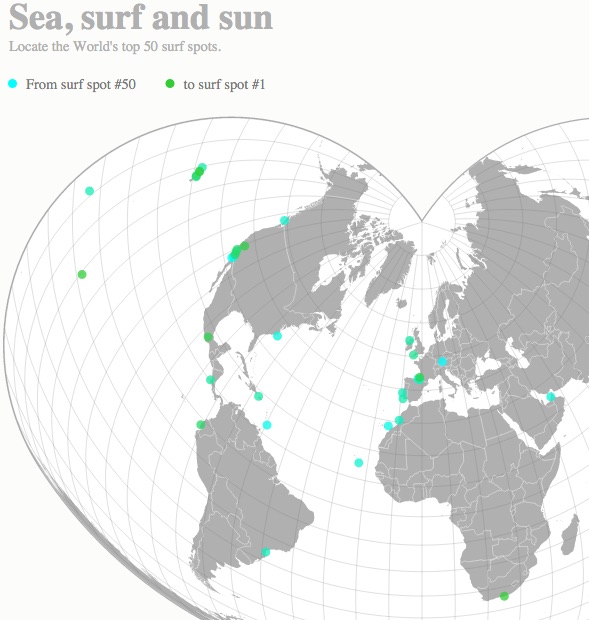 Sea, surf and sun
Locate the World's top 50 surf spots.
From surf spot #50 to surf spot #1